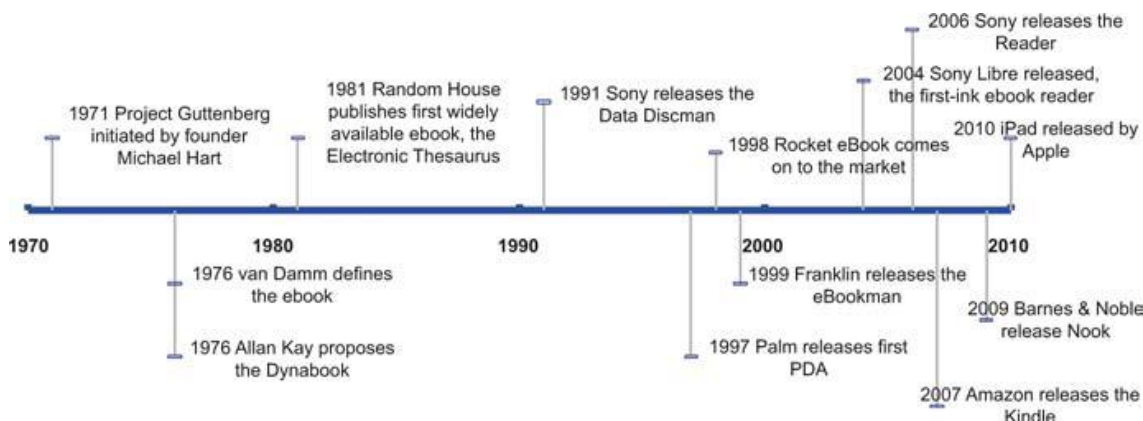 2006 Sony releases the
Reader
2004 Sony Libre released,
the first-ink ebook reader
1981 Random House
publishes first widely
available ebook, the
Electronic Thesaurus
1991 Sony releases the
Data Discman
1971 Project Guttenberg
initiated by founder
Michael Hart
2010 iPad released by
Apple
1998 Rocket eBook comes
on to the market
1970
1980
1990
2000
2010
1976 van Damm defines
the ebook
1999 Franklin releases the
eBookman
2009 Barnes & Noble
release Nook
1976 Allan Kay proposes
the Dynabook
1997 Palm releases first
PDA
2007 Amazon releases the
Kindle